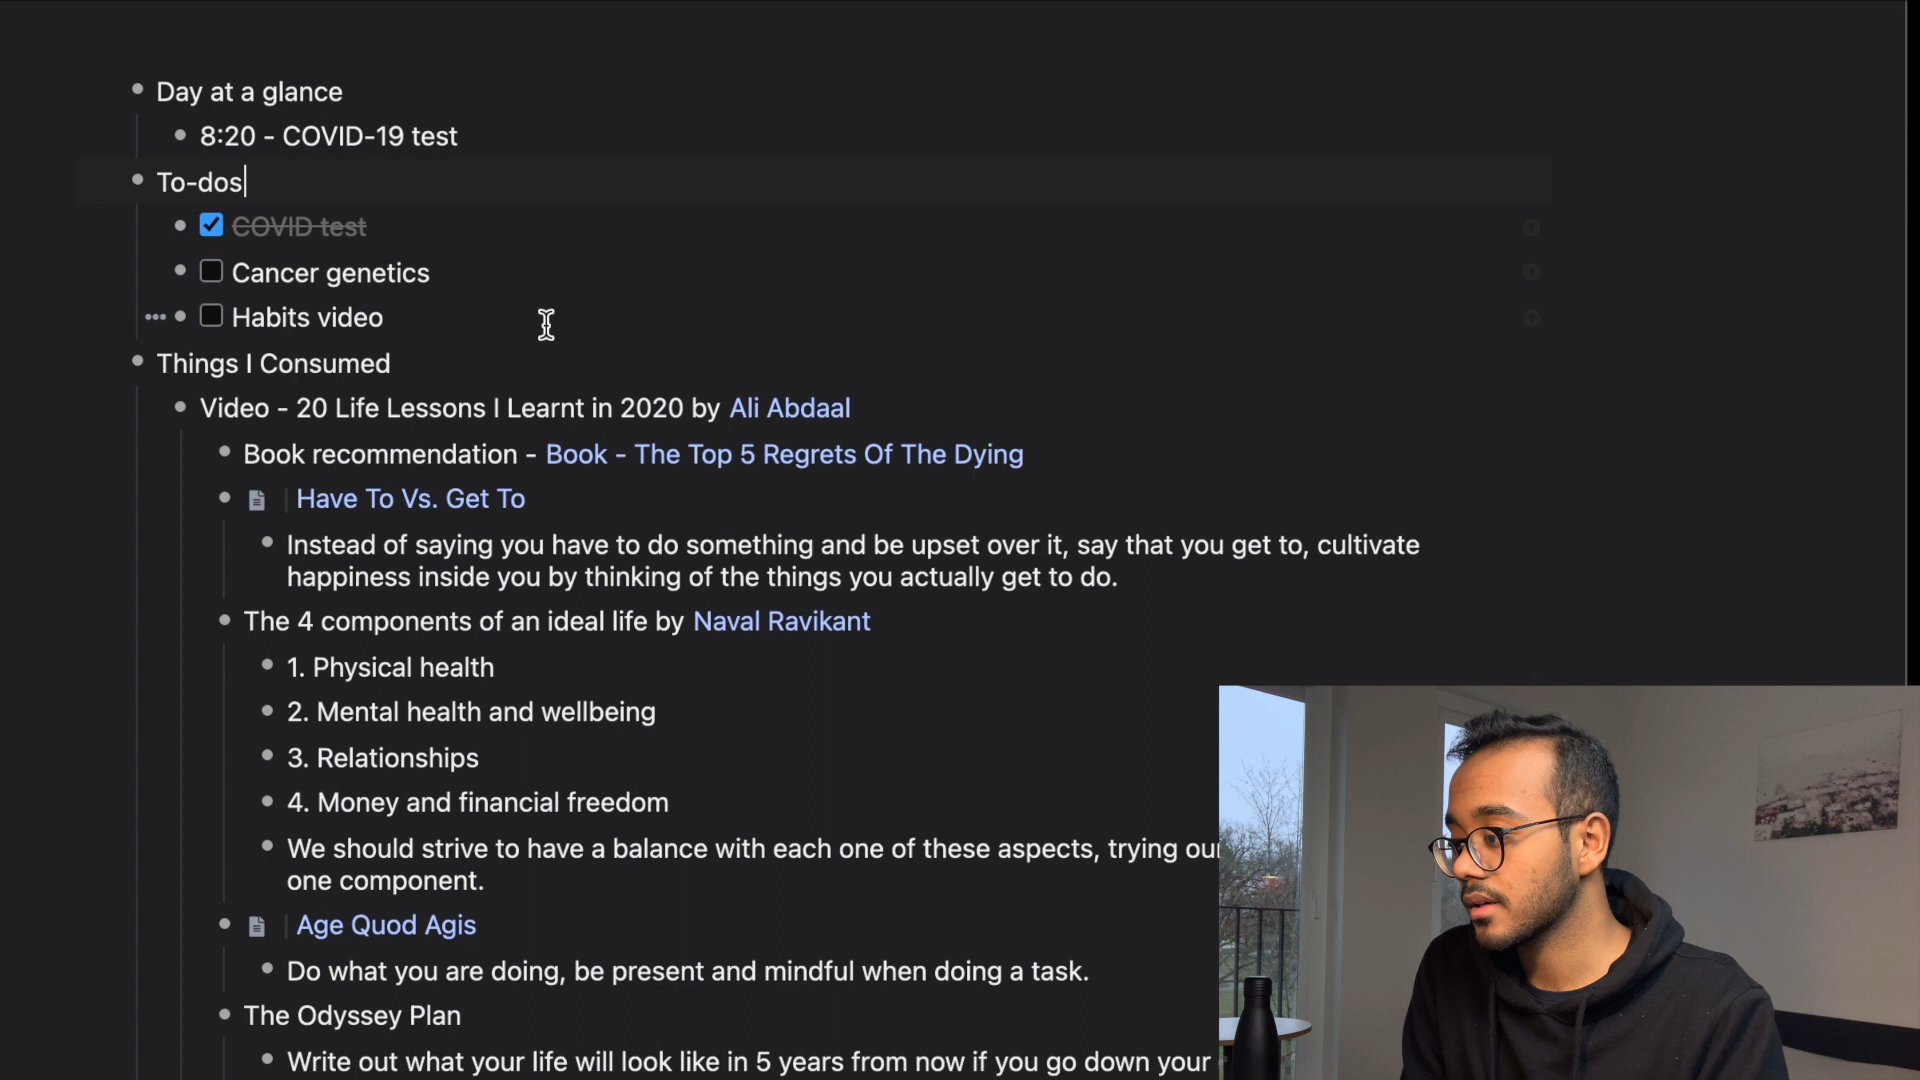 Day at a glance
8:20 - COVID-19 test
To-dos
COVID test
Cancer genetics
Habits video
Things I Consumed
Video - 20 Life Lessons I Learnt in 2020 by Ali Abdaal
Book recommendation - Book - The Top 5 Regrets Of The Dying
Have To Vs. Get To
Instead of saying you have to do something and be upset over it, say that you get to, cultivate
happiness inside you by thinking of the things you actually get to do.
The 4 components of an ideal life by Naval Ravikant
1. Physical health
2. Mental health and wellbeing
3. Relationships
4. Money and financial freedom
We should strive to have a balance with each one of these aspects, trying
one component.
Age Quod Agis
Do what you are doing, be present and mindful when doing a task.
The Odyssey Plan
Write out what your life will look like in 5 years from now if you go down your